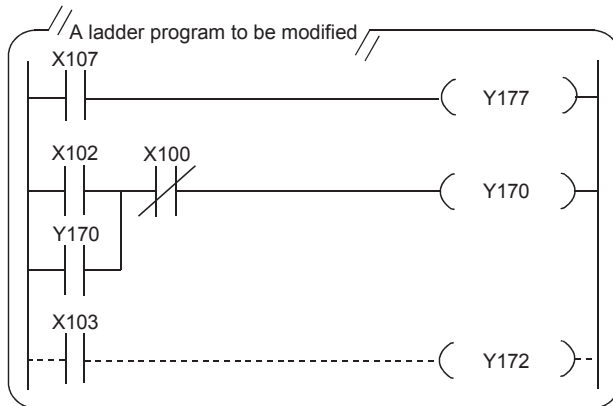 A ladder program to be modified
X107
Y177
X102 X100
Y170
Y170
X103
Y172